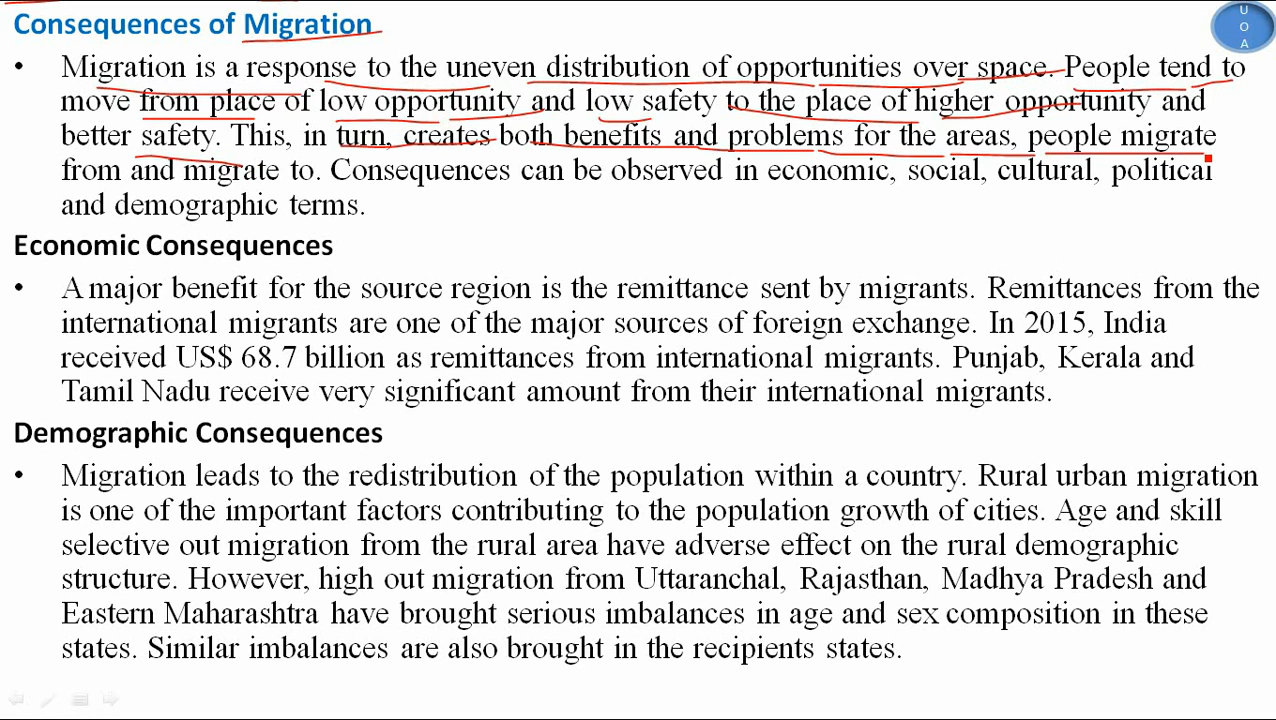 Consequences of Migration
U
O
A
• Migration is a response to the uneven distribution of opportunities over space. People tend to
move from place of low opportunity and low safety to the place of higher opportunity and
better safety. This, in turn, creates both benefits and problems for the areas, people migrate
from and migrate to. Consequences can be observed in economic, social, cultural, political
and demographic terms.
Economic Consequences
• A major benefit for the source region is the remittance sent by migrants. Remittances from the
international migrants are one of the major sources of foreign exchange. In 2015, India
received US$ 68.7 billion as remittances from international migrants. Punjab, Kerala and
Tamil Nadu receive very significant amount from their international migrants.
Demographic Consequences
• Migration leads to the redistribution of the population within a country. Rural urban migration
is one of the important factors contributing to the population growth of cities. Age and skill
selective out migration from the rural area have adverse effect on the rural demographic
structure. However, high out migration from Uttaranchal, Rajasthan, Madhya Pradesh and
Eastern Maharashtra have brought serious imbalances in age and sex composition in these
states. Similar imbalances are also brought in the recipients states.